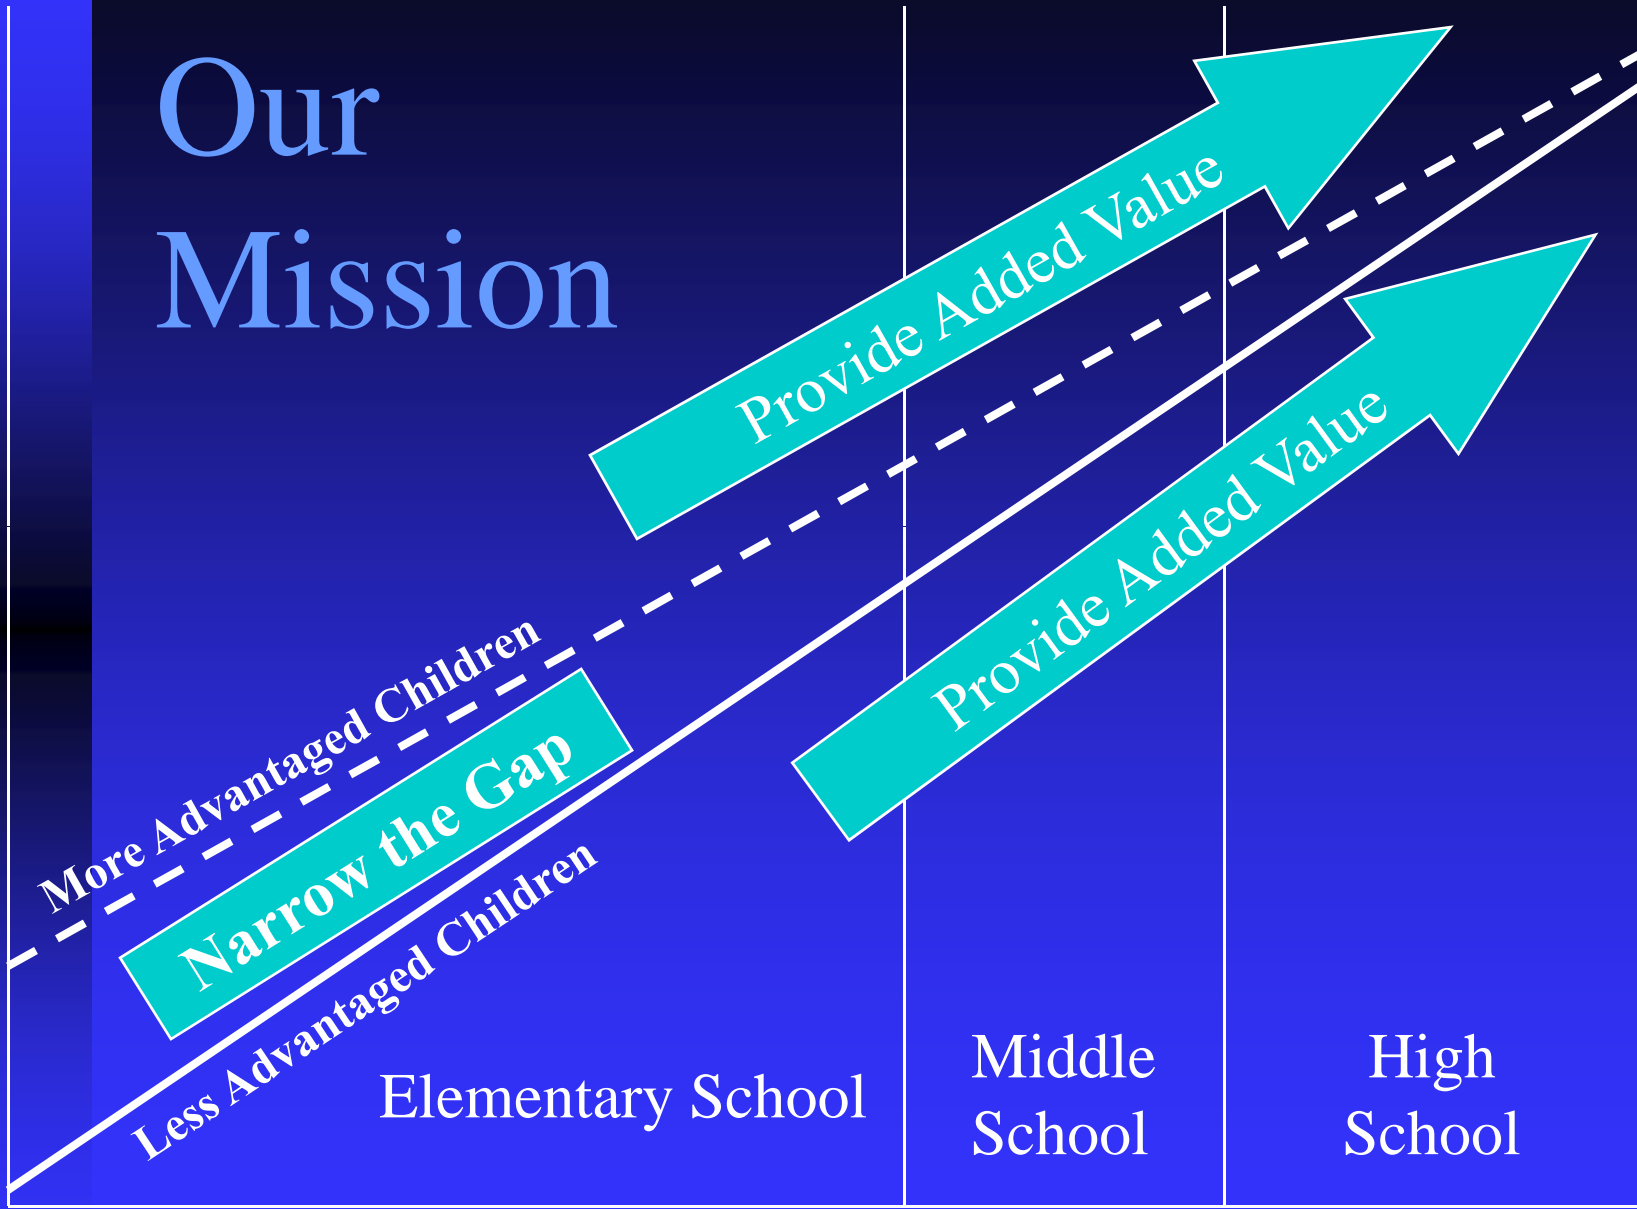 Our
Mission
Provide Added Value
Provide Added Value
More Advantaged Children
Narrow the Gap
Less Advantaged Children
Elementary School
Middle
School
High
School